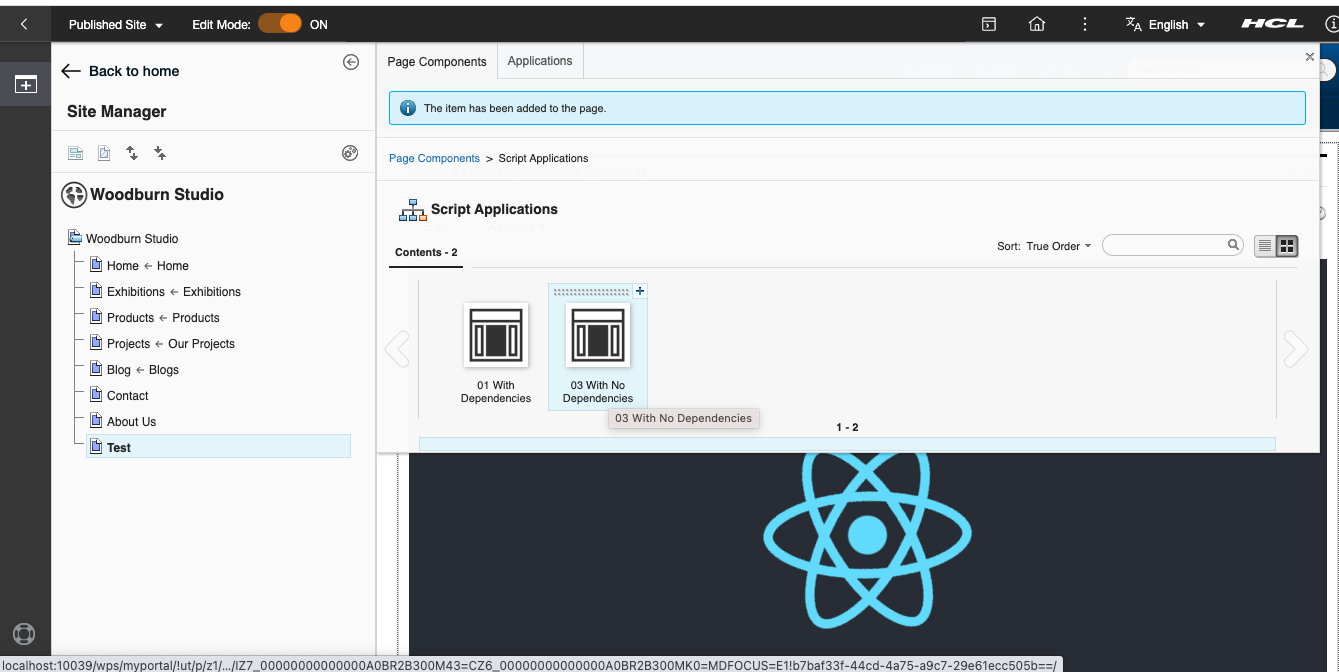 Published Site
Edit Mode:
ON
English
HCL
Back to home
Site Manager
Woodburn Studio
Woodburn Studio
Home ← Home
Exhibitions ← Exhibitions
Products ← Products
Projects ← Our Projects
Blog ← Blogs
Contact
About Us
Test
Page Components
Applications
The item has been added to the page.
Page Components > Script Applications
Script Applications
Contents - 2
Sort: True Order
01 With
Dependencies
03 With No
Dependencies
03 With No Dependencies
1 - 2
localhost:10039/wps/myportal/!ut/p/z1/.../IZ7_00000000000000A0BR2B300M43=CZ6_00000000000000A0BR2B300MK0=MDFOCUS=E1!b7baf33f-44cd-4a75-a9c7-29e61ecc505b==/